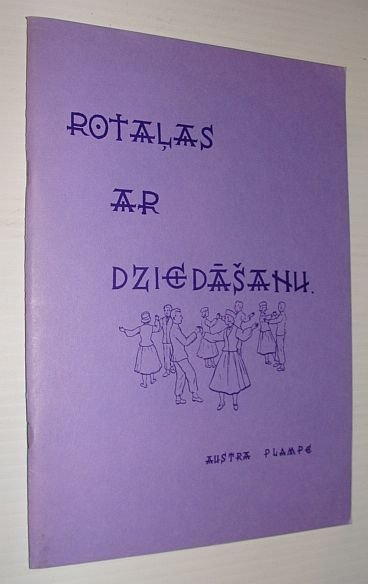 ROTAĻAS
AR
DZIEDĀŠANU.
AUSTRA PLAMPE